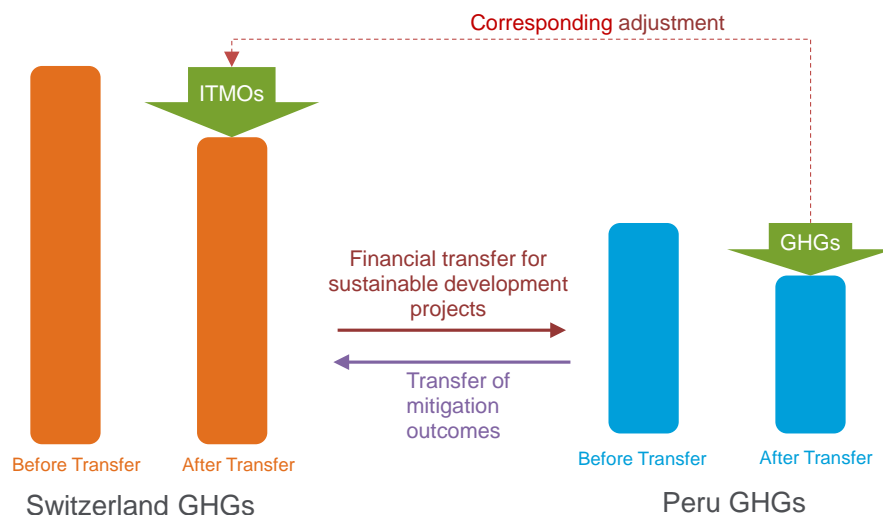 Corresponding adjustment
ITMOs
GHGs
Financial transfer for
sustainable development
projects
Transfer of
mitigation
outcomes
Before Transfer
After Transfer
Before Transfer
After Transfer
Switzerland GHGs
Peru GHGs